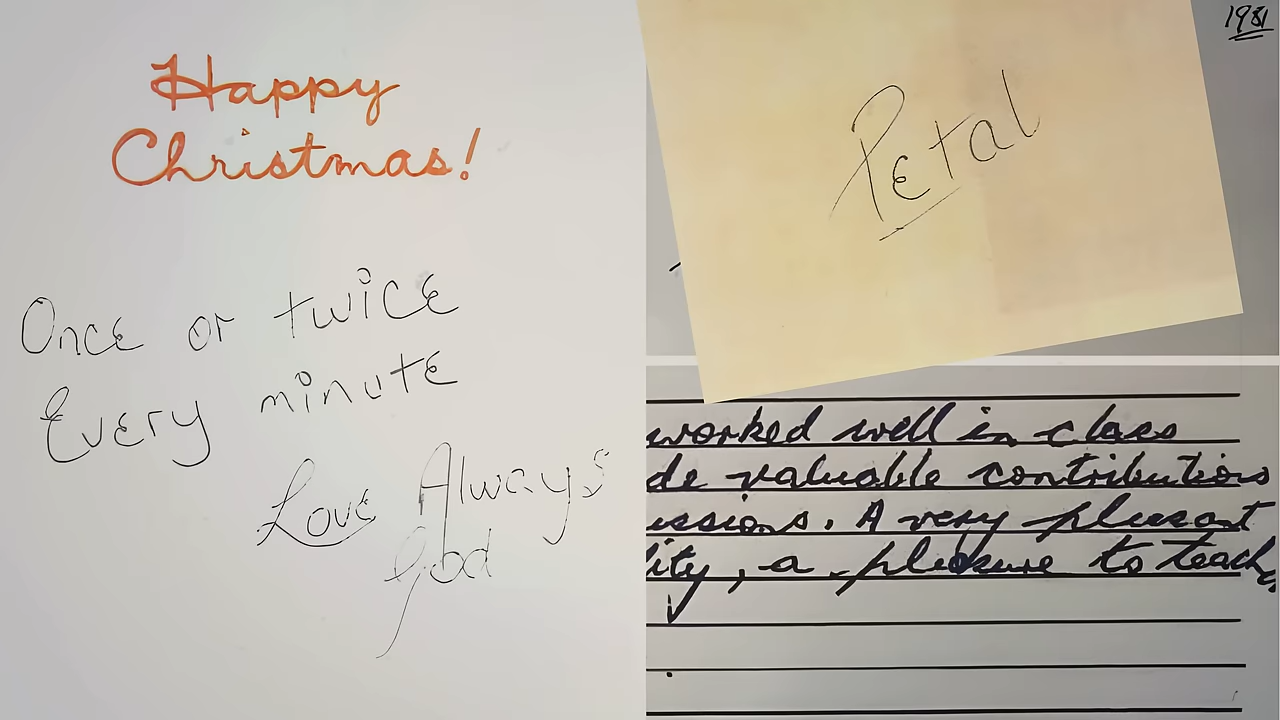 Happy
Christmas!
Once or twice
Every minute
Love Always
God
1981
Petal
worked well in class
de valuable contributions
ussions. A very pleasant
ity, a pleasure to teach,